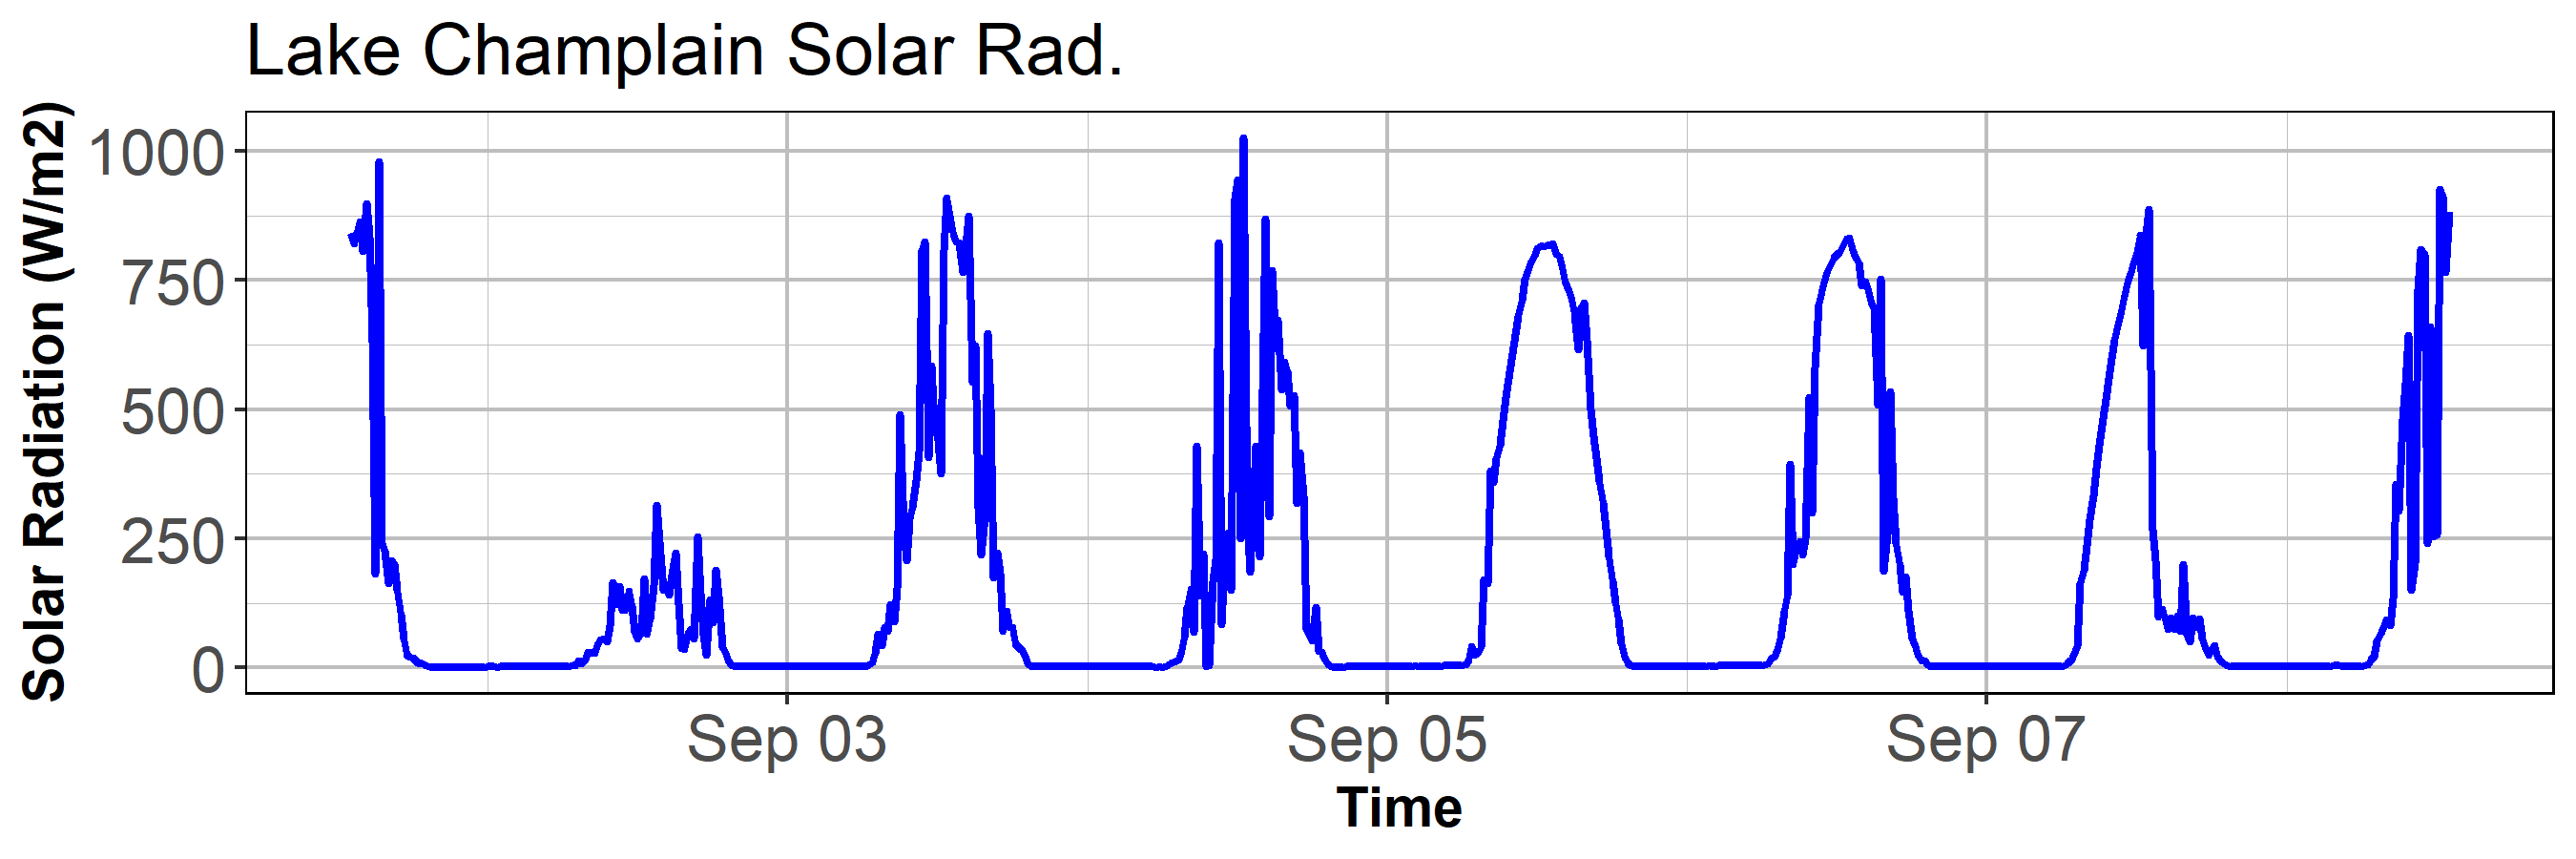 Lake Champlain Solar Rad.
Solar Radiation (W/m2)
1000
750
500
250
0
Sep 03
Sep 05
Sep 07
Time